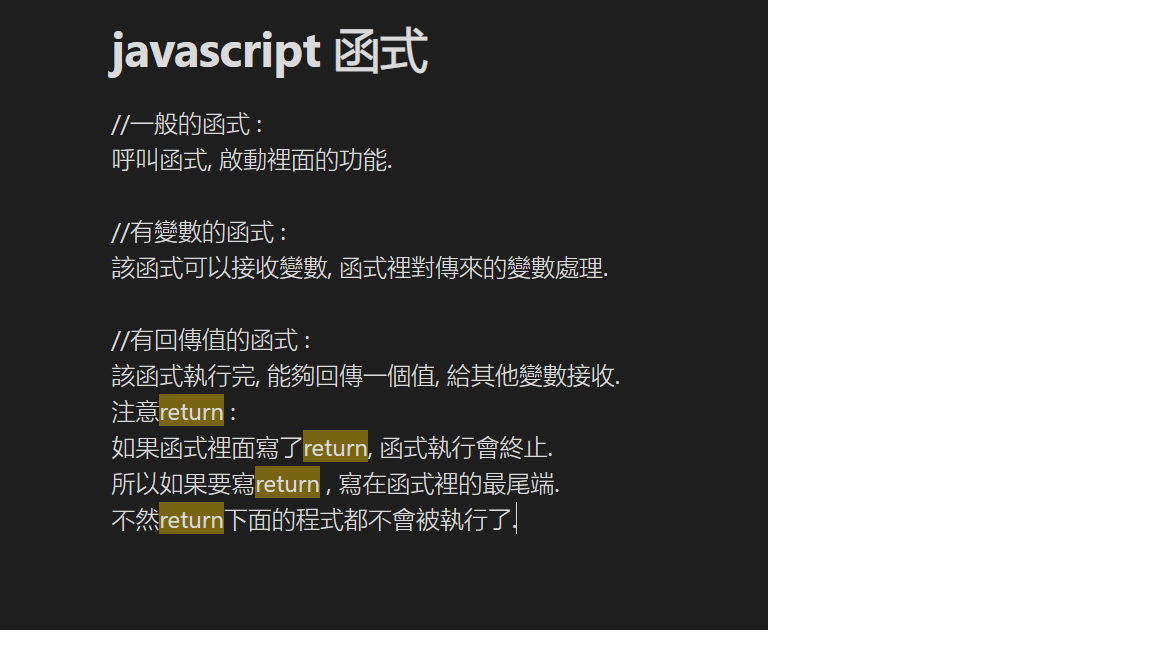 javascript 函式
//一般的函式 :
呼叫函式, 啟動裡面的功能.
//有變數的函式 :
該函式可以接收變數, 函式裡對傳來的變數處理.
//有回傳值的函式 :
該函式執行完, 能夠回傳一個值, 給其他變數接收.
注意return :
如果函式裡面寫了return, 函式執行會終止.
所以如果要寫return , 寫在函式裡的最尾端.
不然return下面的程式都不會被執行了.